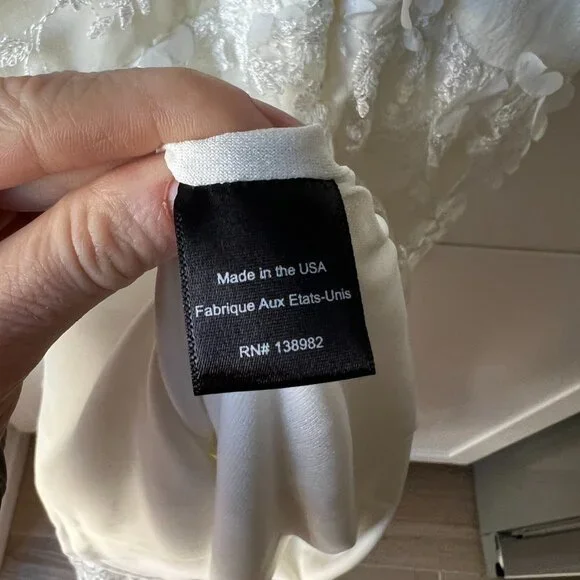 Made in the USA
Fabrique Aux Etats-Unis
RN# 138982